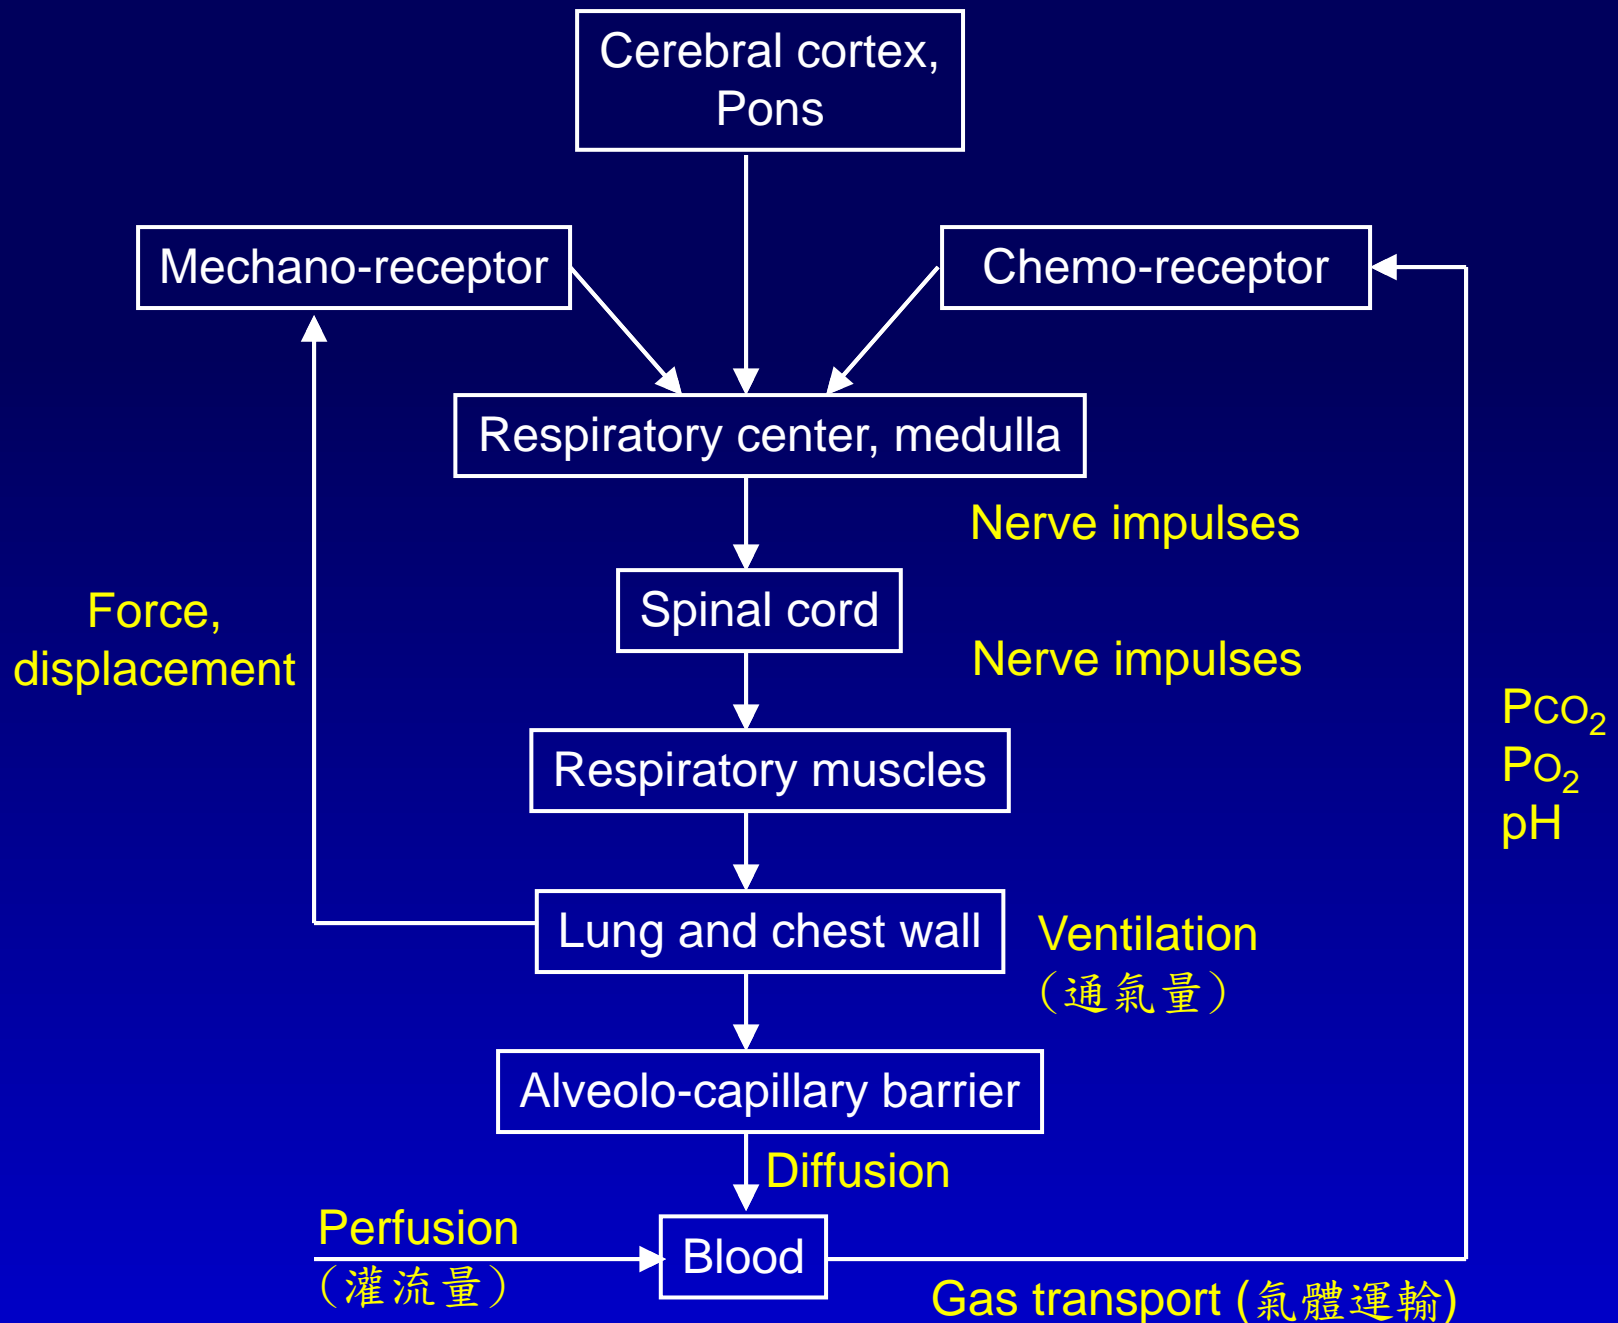 Cerebral cortex,
Pons
Mechano-receptor
Chemo-receptor
Respiratory center, medulla
Nerve impulses
Spinal cord
Force,
displacement
Nerve impulses
PCO₂
PO₂
pH
Respiratory muscles
Lung and chest wall
Ventilation
(通氣量)
Alveolo-capillary barrier
Diffusion
Perfusion
(灌流量)
Blood
Gas transport (氣體運輸)